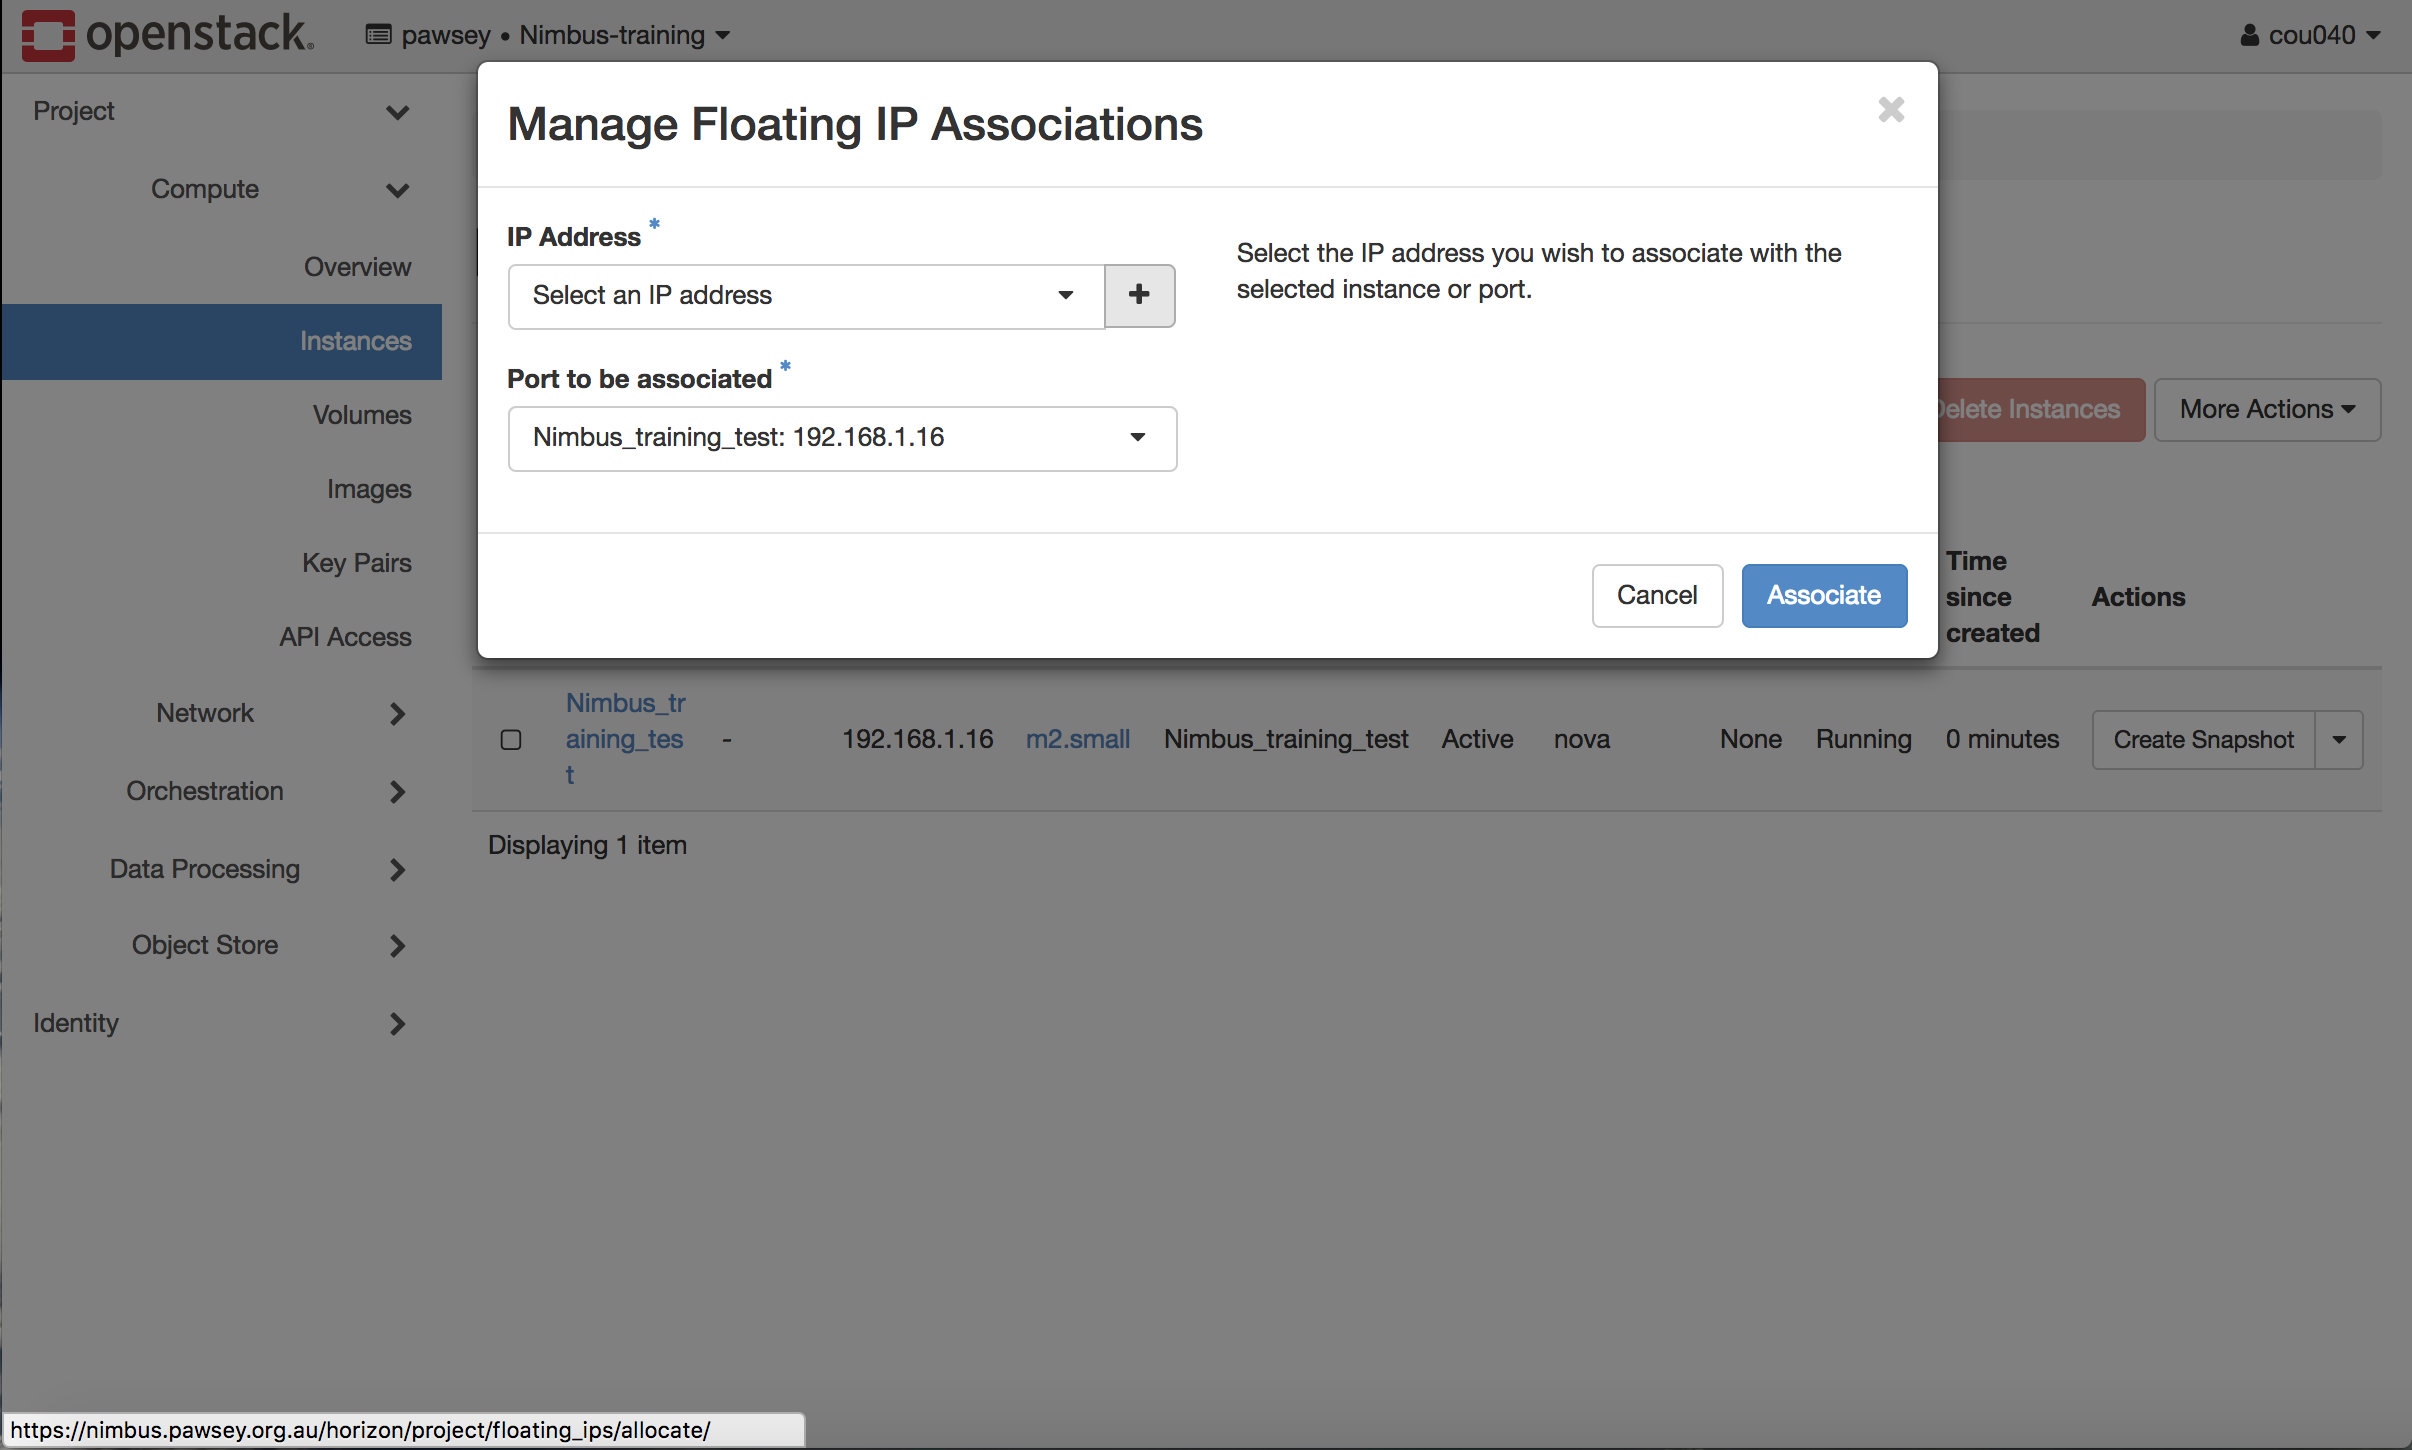 openstack.
pawsey • Nimbus-training
cou040
Project
Compute
Overview
Instances
Volumes
Images
Key Pairs
API Access
Network
Orchestration
Data Processing
Object Store
Identity
Manage Floating IP Associations
IP Address *
Select an IP address
Port to be associated *
Nimbus_training_test: 192.168.1.16
Select the IP address you wish to associate with the
selected instance or port.
Cancel
Associate
Delete Instances
More Actions
Time
since
created
Actions
Nimbus_tr
aining_tes
t
-
192.168.1.16
m2.small
Nimbus_training_test
Active
nova
None
Running
0 minutes
Create Snapshot
Displaying 1 item
https://nimbus.pawsey.org.au/horizon/project/floating_ips/allocate/